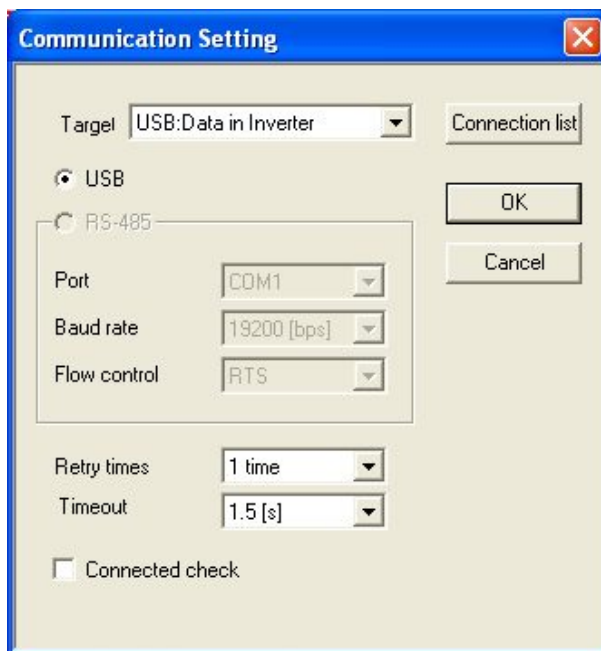 Communication Setting
Target USB:Data in Inverter Connection list
USB
OK
RS-485
Cancel
Port COM1
Baud rate 19200 [bps]
Flow control RTS
Retry times 1 time
Timeout 1.5 [s]
Connected check